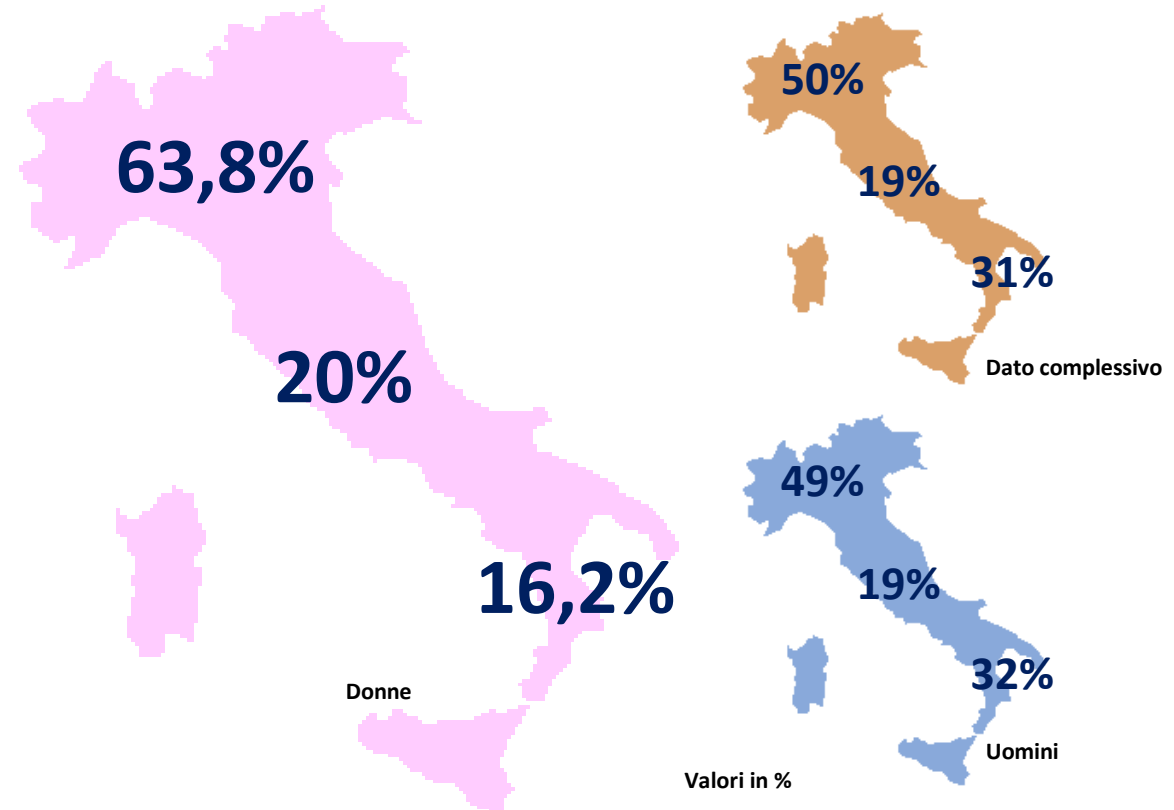 63,8%
20%
16,2%
Donne
50%
19%
31%
Dato complessivo
49%
19%
32%
Uomini
Valori in %